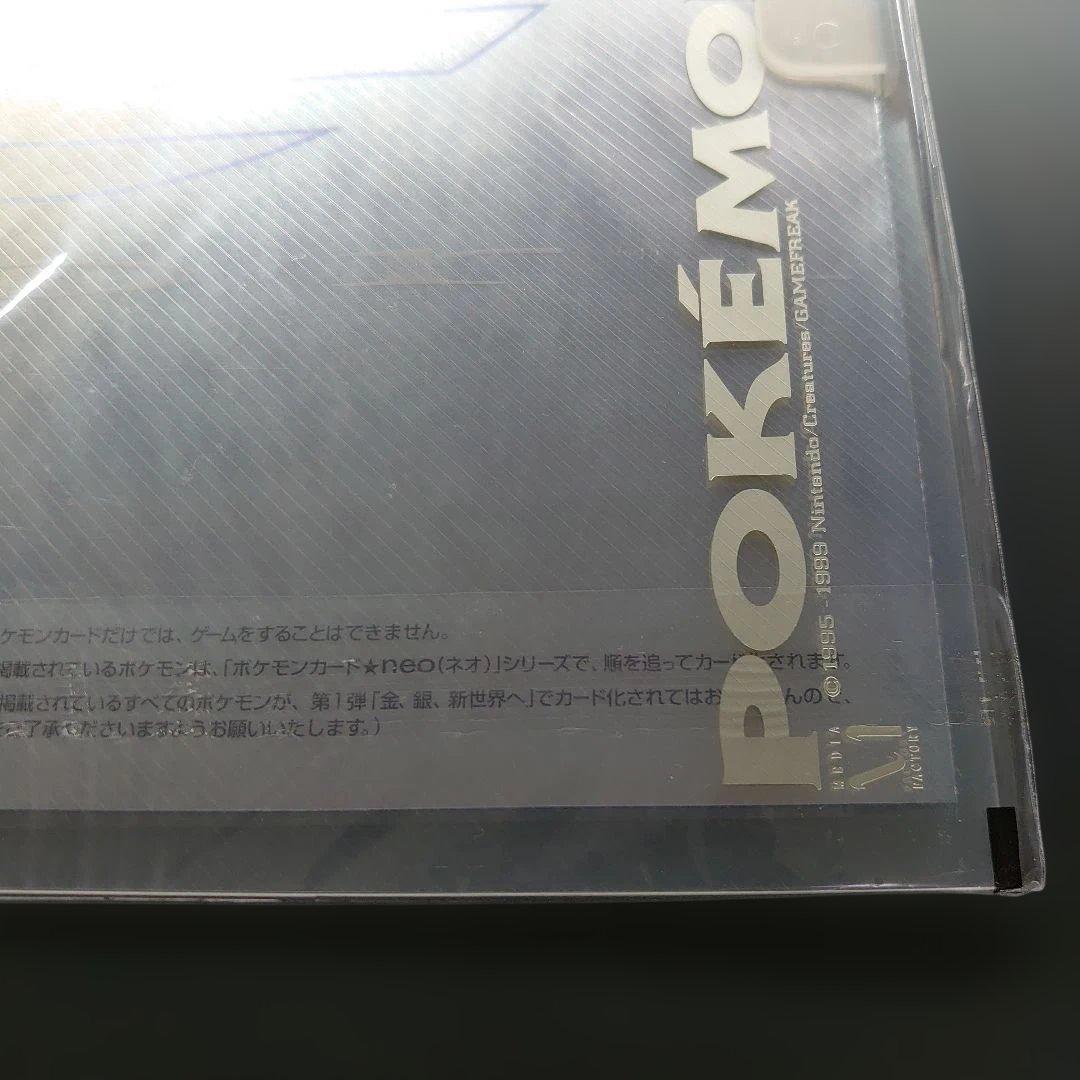 POKÉMO
©1995 - 1999 Nintendo/Creatures/GAMEFREAK
MEDIA
FACTORY
ケモンカードだけでは、ゲームをすることはできません。
掲載されているポケモンは、「ポケモンカード★neo(ネオ)」シリーズで、順を追ってカー されます。
掲載されているすべてのポケモンが、第1弾「金、銀、新世界へ」でカード化されてはお んので、
ご了承くださいますようお願いいたします。)